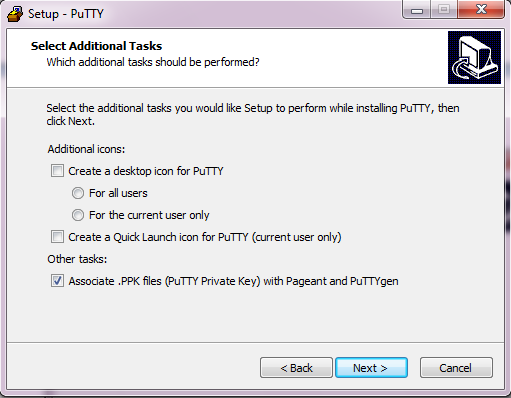 Setup - PuTTY
Select Additional Tasks
Which additional tasks should be performed?
Select the additional tasks you would like Setup to perform while installing PuTTY, then
click Next.
Additional icons:
Create a desktop icon for PuTTY
For all users
For the current user only
Create a Quick Launch icon for PuTTY (current user only)
Other tasks:
Associate .PPK files (PuTTY Private Key) with Pageant and PuTTYgen
< Back
Next >
Cancel